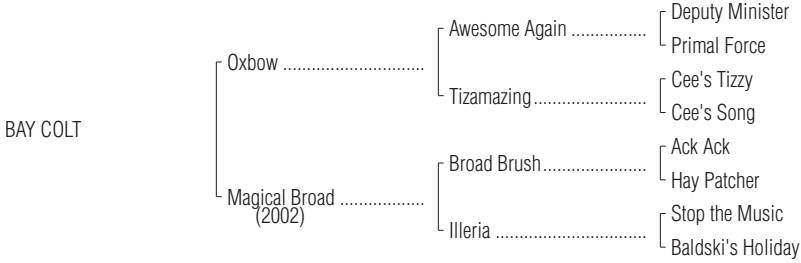 Deputy Minister
Awesome Again ................
Primal Force
Oxbow ..............................
Cee's Tizzy
Tizamazing........................
Cee's Song
BAY COLT
Ack Ack
Broad Brush......................
Hay Patcher
Magical Broad ..................
(2002)
Stop the Music
Illeria ................................
Baldski's Holiday